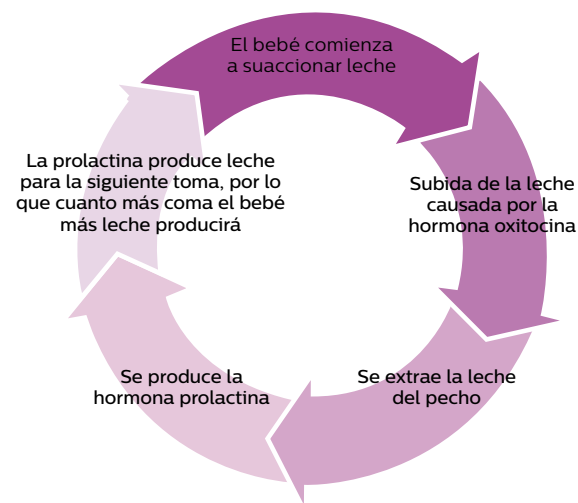 El bebé comienza
a suaccionar leche
Subida de la leche
causada por la
hormona oxitocina
Se extrae la leche
del pecho
Se produce la
hormona prolactina
La prolactina produce leche
para la siguiente toma, por lo
que cuanto más coma el bebé
más leche producirá